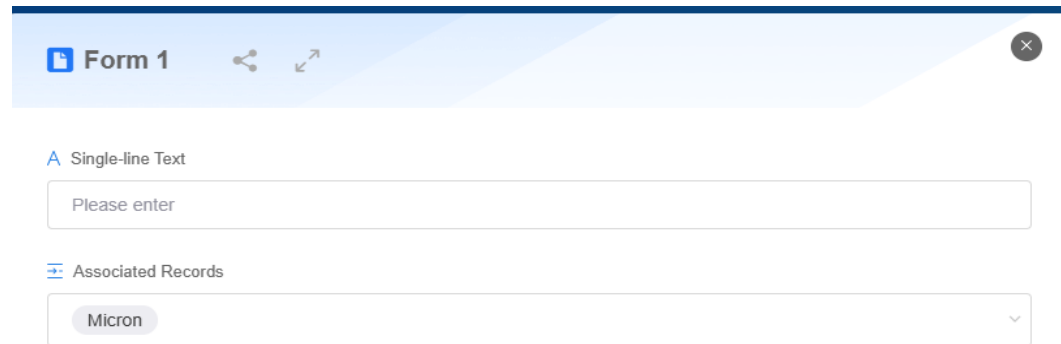 Form 1
Single-line Text
Please enter
Associated Records
Micron